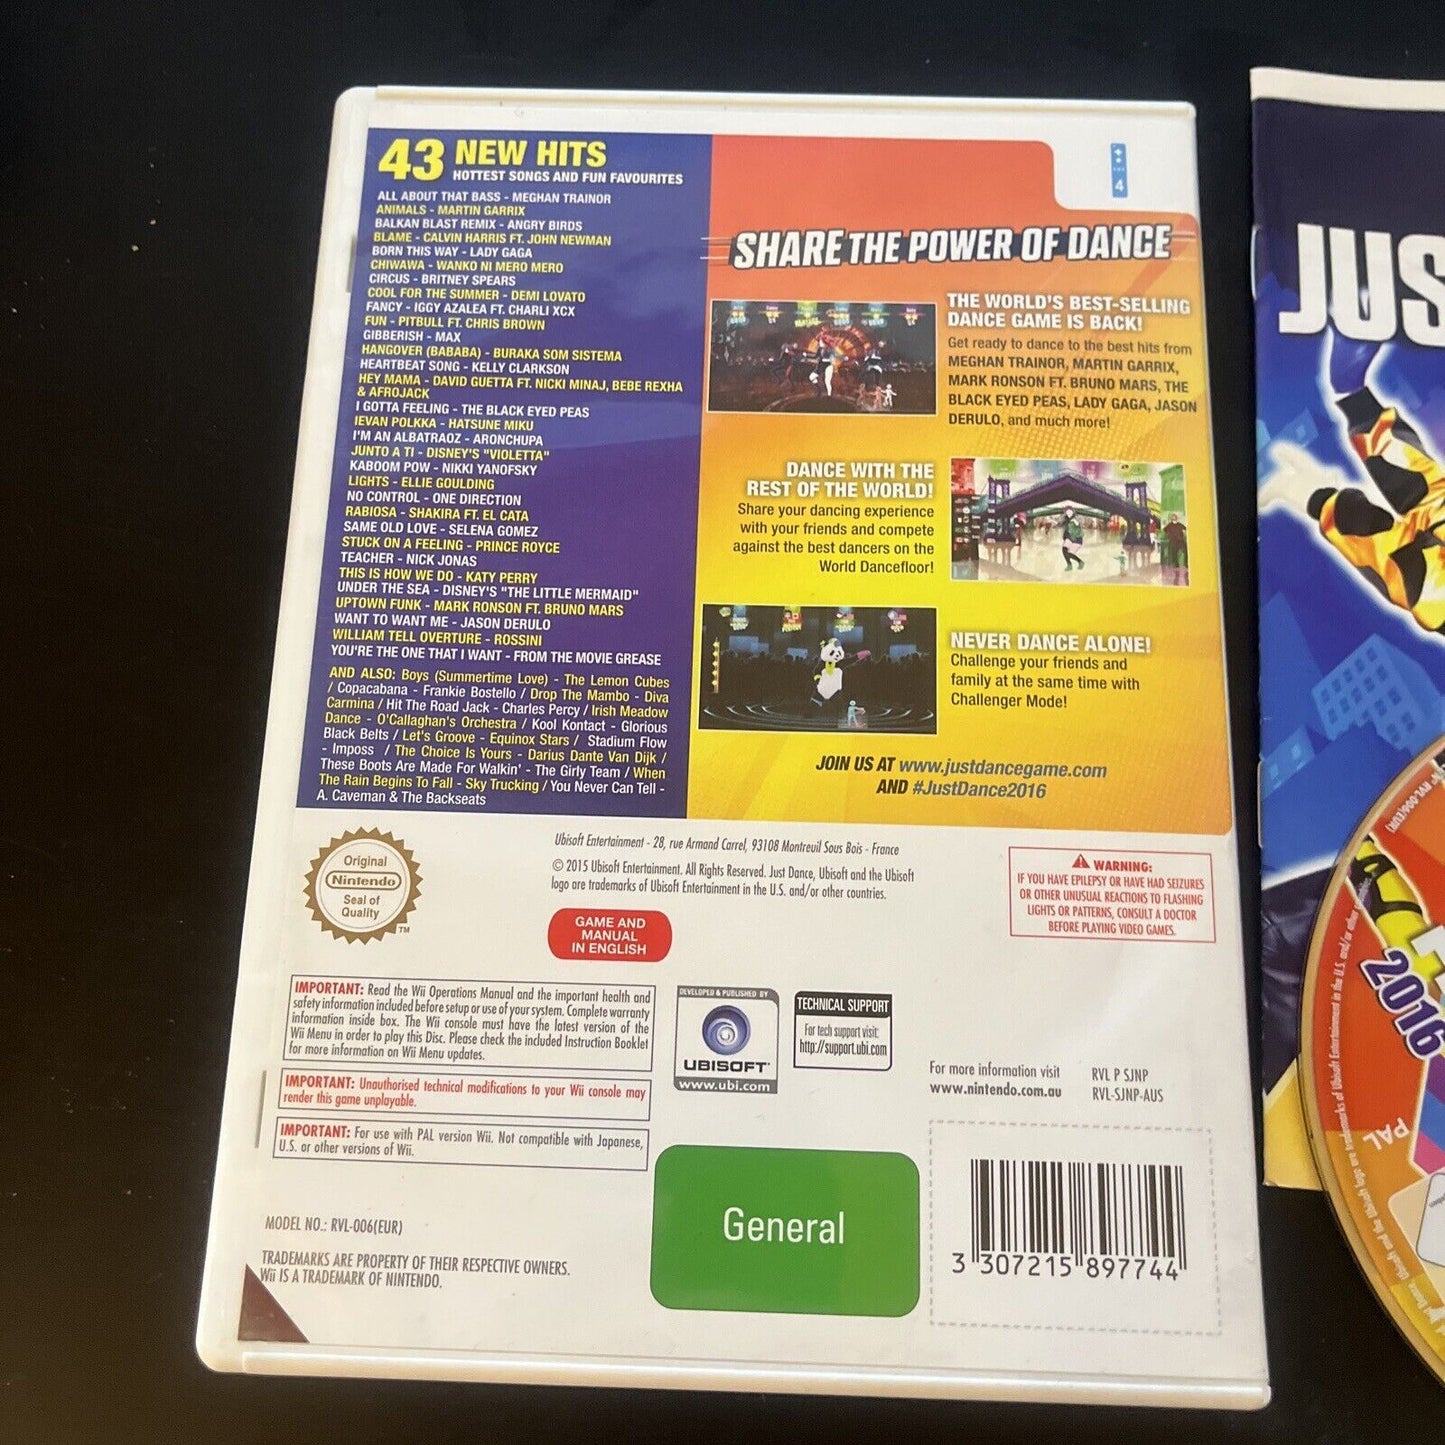 43 NEW HITS
HOTTEST SONGS AND FUN FAVOURITES
ALL ABOUT THAT BASS - MEGHAN TRAINOR
ANIMALS - MARTIN GARRIX
BALKAN BLAST REMIX - ANGRY BIRDS
BLAME - CALVIN HARRIS FT. JOHN NEWMAN
BORN THIS WAY - LADY GAGA
CHIWAWA - WANKO NI MERO MERO
CIRCUS - BRITNEY SPEARS
COOL FOR THE SUMMER - DEMI LOVATO
FANCY - IGGY AZALEA FT. CHARLI XCX
FUN - PITBULL FT. CHRIS BROWN
GIBBERISH - MAX
HANGOVER (BABABA) - BURAKA SOM SISTEMA
HEARTBEAT SONG - KELLY CLARKSON
HEY MAMA - DAVID GUETTA FT. NICKI MINAJ, BEBE REXHA
& AFROJACK
I GOTTA FEELING - THE BLACK EYED PEAS
IEVAN POLKKA - HATSUNE MIKU
I'M AN ALBATRAOZ - ARONCHUPA
JUNTO A TI - DISNEY'S "VIOLETTA"
KABOOM POW - NIKKI YANOFSKY
LIGHTS - ELLIE GOULDING
NO CONTROL - ONE DIRECTION
RABIOSA - SHAKIRA FT. EL CATA
SAME OLD LOVE - SELENA GOMEZ
STUCK ON A FEELING - PRINCE ROYCE
TEACHER - NICK JONAS
THIS IS HOW WE DO - KATY PERRY
UNDER THE SEA - DISNEY'S "THE LITTLE MERMAID"
UPTOWN FUNK - MARK RONSON FT. BRUNO MARS
WANT TO WANT ME - JASON DERULO
WILLIAM TELL OVERTURE - ROSSINI
YOU'RE THE ONE THAT I WANT - FROM THE MOVIE GREASE
AND ALSO: Boys (Summertime Love) - The Lemon Cubes
/ Copacabana - Frankie Bostello / Drop The Mambo - Diva
Carmina / Hit The Road Jack - Charles Percy / Irish Meadow
Dance - O'Callaghan's Orchestra / Kool Kontact - Glorious
Black Belts / Let's Groove - Equinox Stars / Stadium Flow
- Imposs / The Choice Is Yours - Darius Dante Van Dijk /
These Boots Are Made For Walkin' - The Girly Team / When
The Rain Begins To Fall - Sky Trucking / You Never Can Tell -
A. Caveman & The Backseats
4
SHARE THE POWER OF DANCE
THE WORLD'S BEST-SELLING
DANCE GAME IS BACK!
Get ready to dance to the best hits from
MEGHAN TRAINOR, MARTIN GARRIX,
MARK RONSON FT. BRUNO MARS, THE
BLACK EYED PEAS, LADY GAGA, JASON
DERULO, and much more!
DANCE WITH THE
REST OF THE WORLD!
Share your dancing experience
with your friends and compete
against the best dancers on the
World Dancefloor!
NEVER DANCE ALONE!
Challenge your friends and
family at the same time with
Challenger Mode!
JOIN US AT www.justdancegame.com
AND #JustDance2016
Original
Nintendo
Seal of
Quality
TM
Ubisoft Entertainment - 28, rue Armand Carrel, 93108 Montreuil Sous Bois - France
© 2015 Ubisoft Entertainment. All Rights Reserved. Just Dance, Ubisoft and the Ubisoft
logo are trademarks of Ubisoft Entertainment in the U.S. and/or other countries.
GAME AND
MANUAL
IN ENGLISH
WARNING:
IF YOU HAVE EPILEPSY OR HAVE HAD SEIZURES
OR OTHER UNUSUAL REACTIONS TO FLASHING
LIGHTS OR PATTERNS, CONSULT A DOCTOR
BEFORE PLAYING VIDEO GAMES.
IMPORTANT: Read the Wii Operations Manual and the important health and
safety information included before setup or use of your system. Complete warranty
information inside box. The Wii console must have the latest version of the
Wii Menu in order to play this Disc. Please check the included Instruction Booklet
for more information on Wii Menu updates.
IMPORTANT: Unauthorised technical modifications to your Wii console may
render this game unplayable.
IMPORTANT: For use with PAL version Wii. Not compatible with Japanese,
U.S. or other versions of Wii.
DEVELOPED & PUBLISHED BY
UBISOFT
www.ubi.com
TECHNICAL SUPPORT
For tech support visit:
http://support.ubi.com
For more information visit
www.nintendo.com.au
RVL P SJNP
RVL-SJNP-AUS
MODEL NO.: RVL-006(EUR)
TRADEMARKS ARE PROPERTY OF THEIR RESPECTIVE OWNERS.
Wii IS A TRADEMARK OF NINTENDO.
General
3 307215 897744
JUS
2016
PAL
RVL-006(EUR)